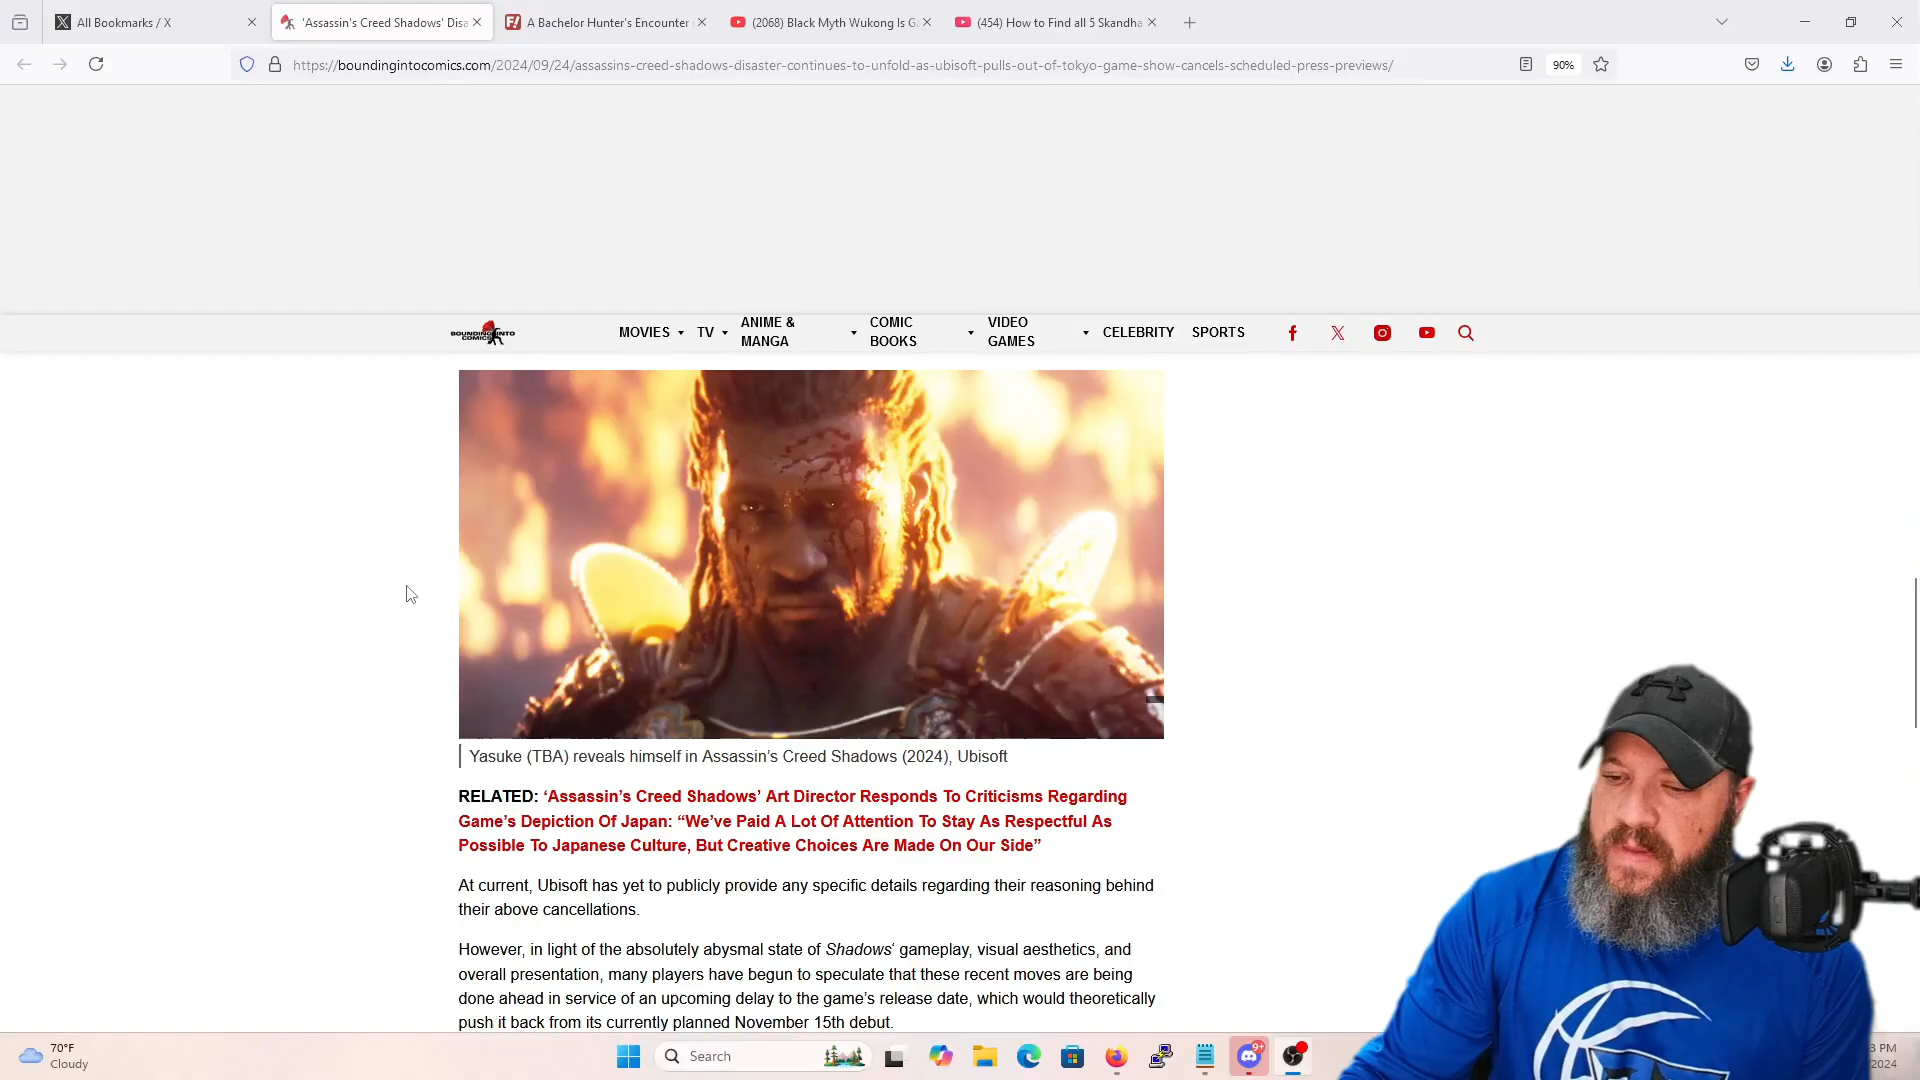 All Bookmarks / X
'Assassin's Creed Shadows' Disa
A Bachelor Hunter's Encounter
(2068) Black Myth Wukong Is G
(454) How to Find all 5 Skandha
https://boundingintocomics.com/2024/09/24/assassins-creed-shadows-disaster-continues-to-unfold-as-ubisoft-pulls-out-of-tokyo-game-show-cancels-scheduled-press-previews/
90%
BOUNDING INTO COMICS
MOVIES
TV
ANIME & MANGA
COMIC BOOKS
VIDEO GAMES
CELEBRITY
SPORTS
Yasuke (TBA) reveals himself in Assassin's Creed Shadows (2024), Ubisoft
RELATED: 'Assassin's Creed Shadows' Art Director Responds To Criticisms Regarding
Game's Depiction Of Japan: “We've Paid A Lot Of Attention To Stay As Respectful As
Possible To Japanese Culture, But Creative Choices Are Made On Our Side”
At current, Ubisoft has yet to publicly provide any specific details regarding their reasoning behind
their above cancellations.
However, in light of the absolutely abysmal state of Shadows‘ gameplay, visual aesthetics, and
overall presentation, many players have begun to speculate that these recent moves are being
done ahead in service of an upcoming delay to the game's release date, which would theoretically
push it back from its currently planned November 15th debut.
70°F
Cloudy
Search
9+
PM
2024